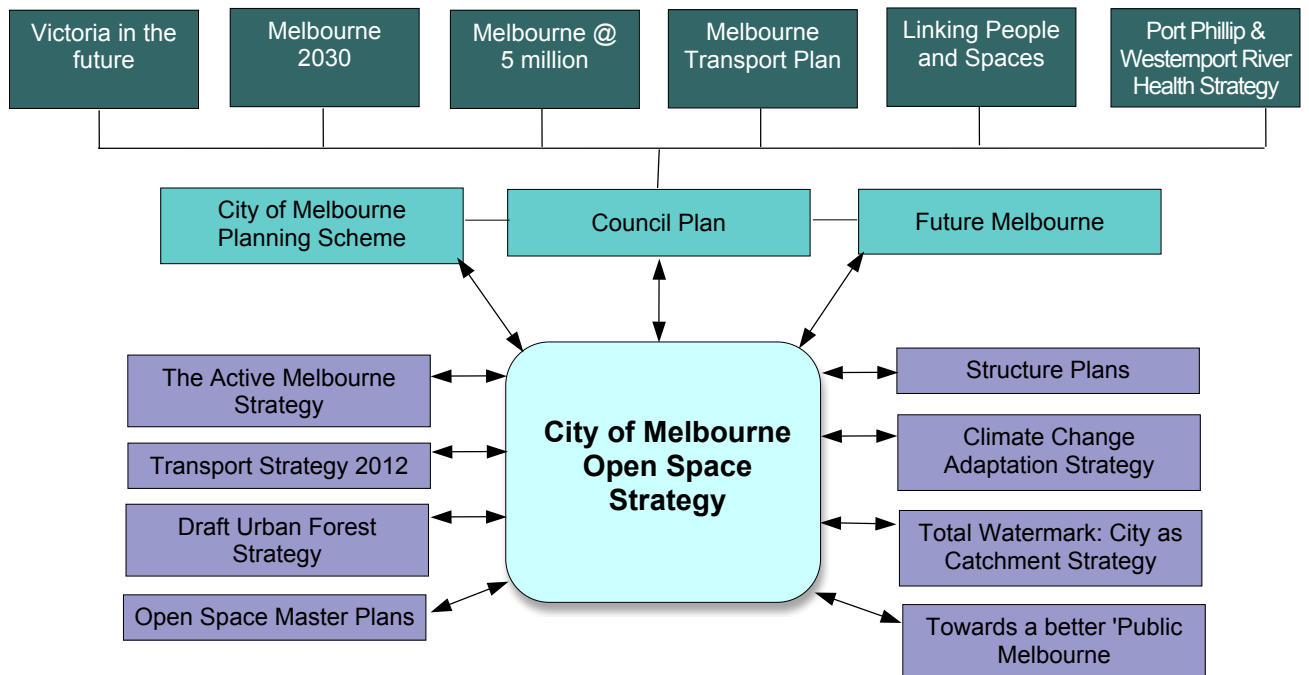 Victoria in the
future
Melbourne
2030
Melbourne @
5 million
Melbourne
Transport Plan
Linking People
and Spaces
Port Phillip &
Westernport River
Health Strategy
City of Melbourne
Planning Scheme
Council Plan
Future Melbourne
The Active Melbourne
Strategy
Transport Strategy 2012
Draft Urban Forest
Strategy
Open Space Master Plans
City of Melbourne
Open Space
Strategy
Structure Plans
Climate Change
Adaptation Strategy
Total Watermark: City as
Catchment Strategy
Towards a better 'Public
Melbourne